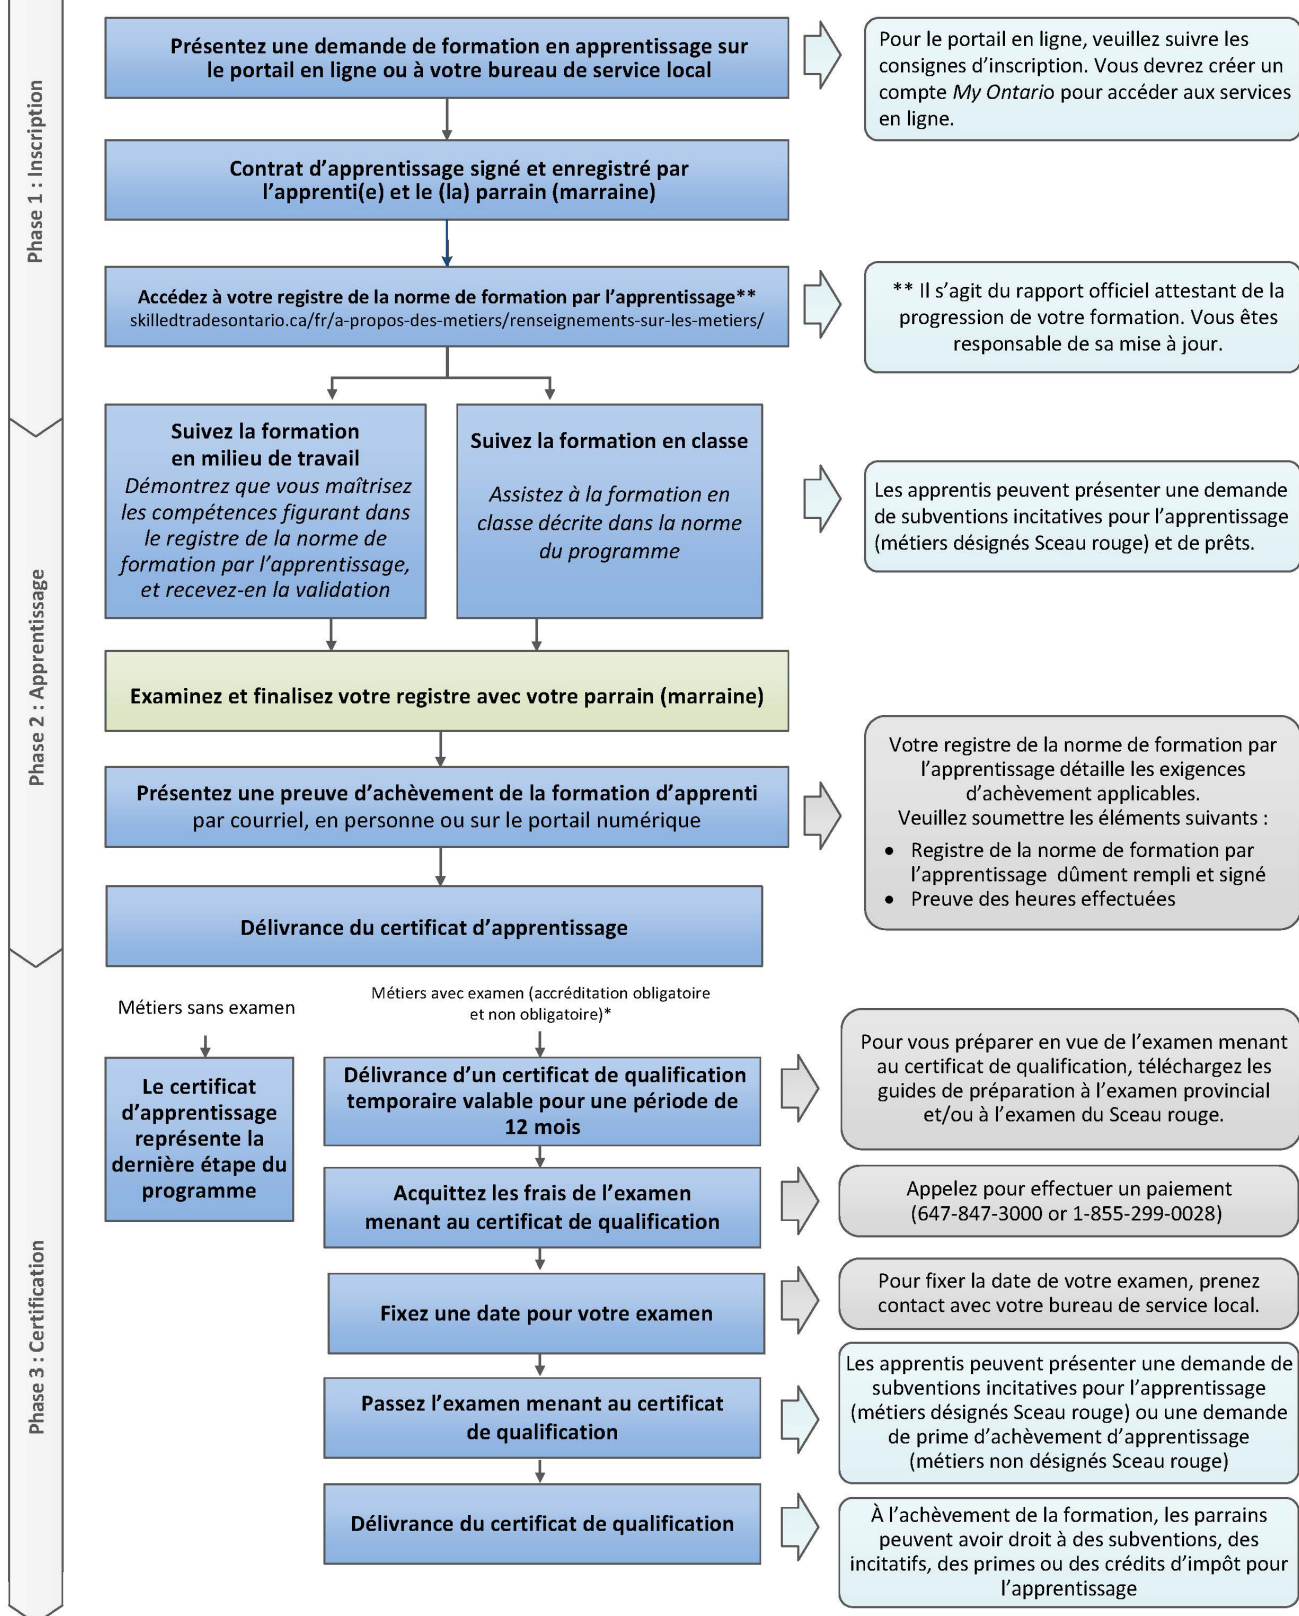 Phase 1 : Inscription
Présentez une demande de formation en apprentissage sur
le portail en ligne ou à votre bureau de service local
Pour le portail en ligne, veuillez suivre les
consignes d’inscription. Vous devrez créer un
compte My Ontario pour accéder aux services
en ligne.
Contrat d’apprentissage signé et enregistré par
l’apprenti(e) et le (la) parrain (marraine)
Accédez à votre registre de la norme de formation par l’apprentissage**
skilledtradesontario.ca/fr/a-propos-des-metiers/renseignements-sur-les-metiers/
** Il s’agit du rapport officiel attestant de la
progression de votre formation. Vous êtes
responsable de sa mise à jour.
Phase 2 : Apprentissage
Suivez la formation
en milieu de travail
Démontrez que vous maîtrisez
les compétences figurant dans
le registre de la norme de
formation par l’apprentissage,
et recevez-en la validation
Suivez la formation en classe
Assistez à la formation en
classe décrite dans la norme
du programme
Les apprentis peuvent présenter une demande
de subventions incitatives pour l’apprentissage
(métiers désignés Sceau rouge) et de prêts.
Examinez et finalisez votre registre avec votre parrain (marraine)
Présentez une preuve d’achèvement de la formation d’apprenti
par courriel, en personne ou sur le portail numérique
Votre registre de la norme de formation par
l’apprentissage détaille les exigences
d’achèvement applicables.
Veuillez soumettre les éléments suivants :
• Registre de la norme de formation par
l’apprentissage dûment rempli et signé
• Preuve des heures effectuées
Délivrance du certificat d’apprentissage
Phase 3 : Certification
Métiers sans examen
Le certificat
d’apprentissage
représente la
dernière étape du
programme
Métiers avec examen (accréditation obligatoire
et non obligatoire)*
Délivrance d’un certificat de qualification
temporaire valable pour une période de
12 mois
Pour vous préparer en vue de l’examen menant
au certificat de qualification, téléchargez les
guides de préparation à l’examen provincial
et/ou à l’examen du Sceau rouge.
Acquittez les frais de l’examen
menant au certificat de qualification
Appelez pour effectuer un paiement
(647-847-3000 or 1-855-299-0028)
Fixez une date pour votre examen
Pour fixer la date de votre examen, prenez
contact avec votre bureau de service local.
Passez l’examen menant au certificat
de qualification
Les apprentis peuvent présenter une demande de
subventions incitatives pour l’apprentissage
(métiers désignés Sceau rouge) ou une demande
de prime d’achèvement d’apprentissage
(métiers non désignés Sceau rouge)
Délivrance du certificat de qualification
À l’achèvement de la formation, les parrains
peuvent avoir droit à des subventions, des
incitatifs, des primes ou des crédits d’impôt pour
l’apprentissage